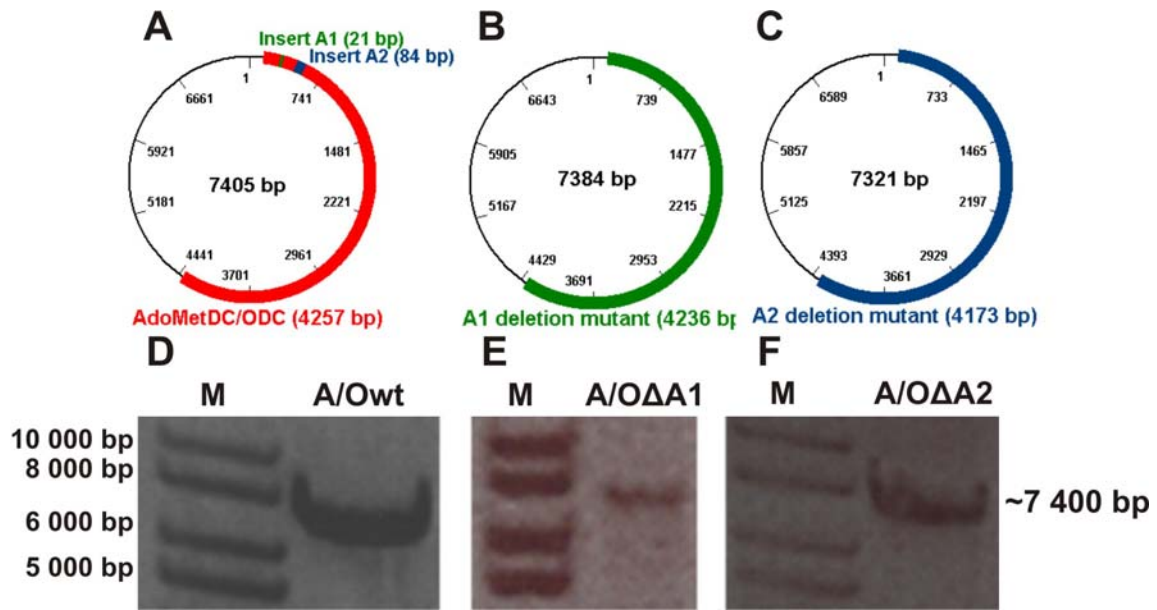 A
Insert A1 (21 bp)
Insert A2 (84 bp)
1
741
1481
2221
2961
3701
4441
5181
5921
6661
7405 bp
AdoMetDC/ODC (4257 bp)
B
1
739
1477
2215
2953
3691
4429
5167
5905
6643
7384 bp
A1 deletion mutant (4236 bp
C
1
733
1465
2197
2929
3661
4393
5125
5857
6589
7321 bp
A2 deletion mutant (4173 bp)
D
M A/Owt
10 000 bp
8 000 bp
6 000 bp
5 000 bp
E
M A/OΔA1
F
M A/OΔA2
~7 400 bp